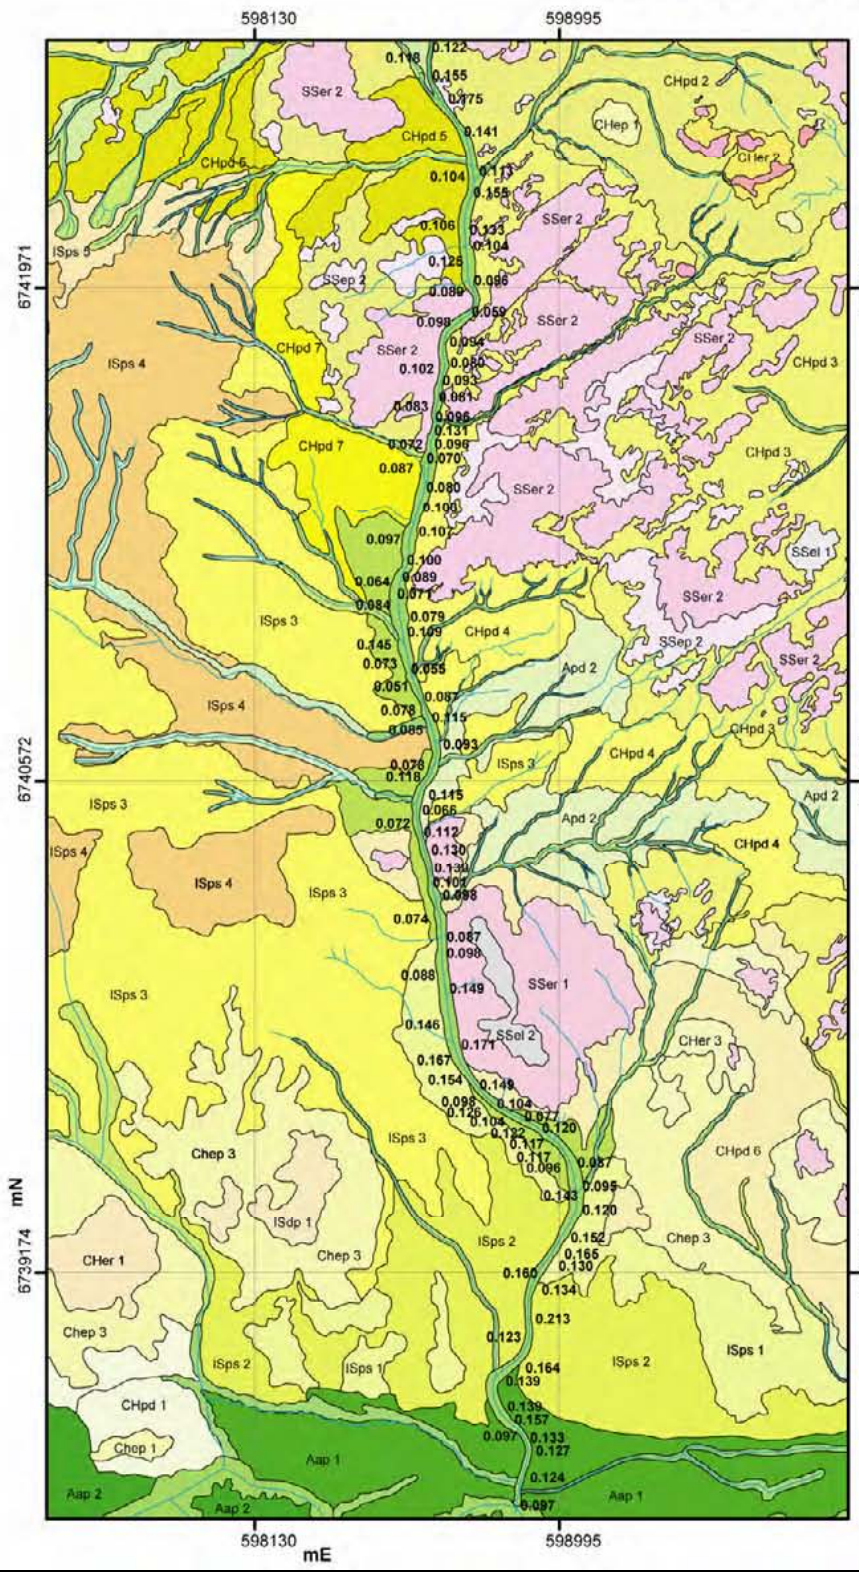 598130
598995
0.122
0.118
0.155
CHpd 2
SSer 2
0.175
CHep 1
CHpd 5
0.141
CHer 2
CHpd 5
0.113
0.104
0.155
SSer 2
0.106
0.133
0.104
ISps 5
0.125
SSep 2
0.096
0.089
6741971
0.059
0.098
SSer 2
SSer 2
0.094
CHpd 7
SSer 2
0.080
CHpd 3
ISps 4
0.102
0.093
0.081
0.083
0.096
0.131
CHpd 7
0.072
0.096
CHpd 3
0.070
0.087
0.080
SSer 2
0.107
0.097
SSel 1
0.100
0.064
0.089
0.071
SSer 2
0.084
0.079
ISps 3
0.109
CHpd 4
0.145
SSep 2
0.073
0.055
Apd 2
SSer 2
0.051
0.087
ISps 4
0.078
0.115
0.085
CHpd 3
0.093
CHpd 4
ISps 3
0.073
0.118
6740572
0.115
Apd 2
ISps 3
0.066
Apd 2
0.072
0.112
CHpd 4
ISps 4
0.130
0.139
ISps 4
0.101
ISps 3
0.098
0.074
0.087
0.098
0.088
SSer 1
0.149
ISps 3
0.146
SSel 2
0.171
CHer 3
0.167
0.154
0.149
0.098
0.104
0.126
0.077
0.104
0.120
0.122
ISps 3
0.117
Chep 3
0.117
CHpd 6
0.096
0.087
mN
0.095
0.143
0.120
ISdp 1
0.152
Chep 3
ISps 2
0.165
Chep 3
0.130
CHer 1
0.160
6739174
0.134
0.213
Chep 3
0.123
ISps 1
ISps 2
ISps 1
0.164
ISps 2
0.139
CHpd 1
0.139
0.157
0.097
0.133
Chep 1
0.127
Aap 1
0.124
Aap 2
Aap 1
Aap 2
0.097
598130
598995
mE